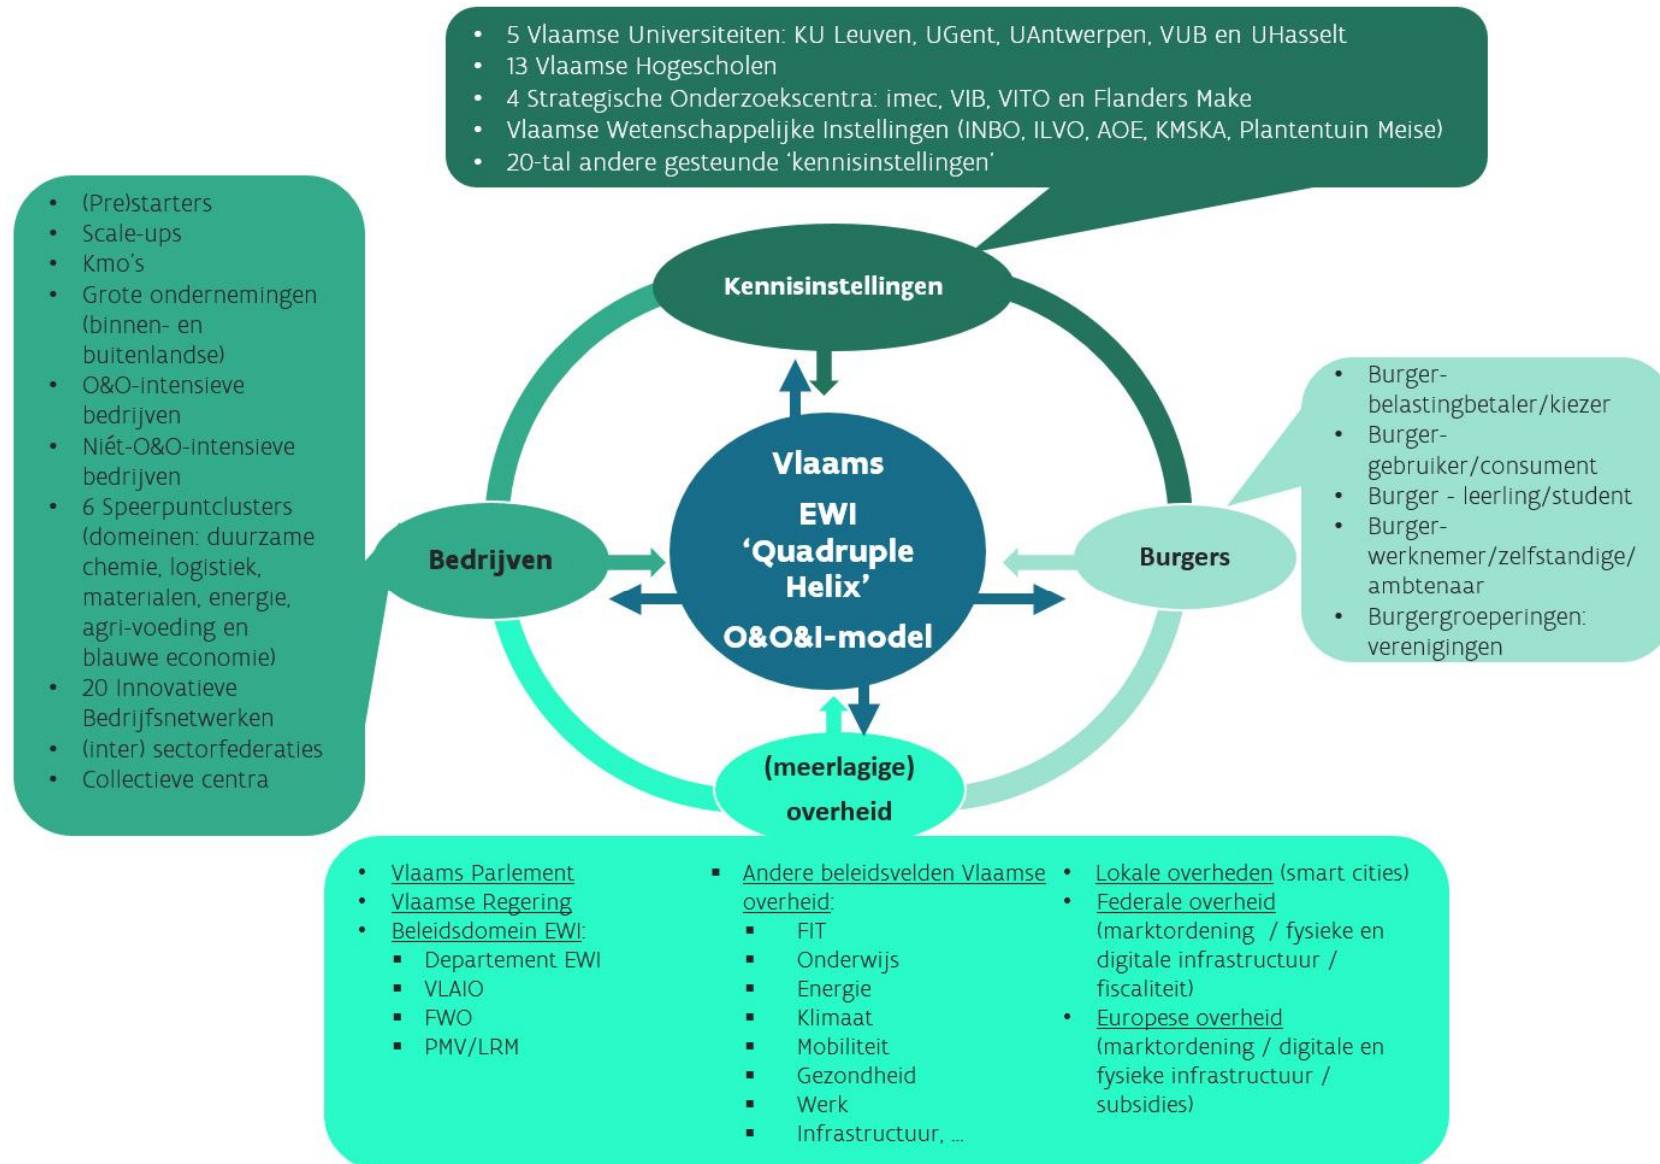 • 5 Vlaamse Universiteiten: KU Leuven, UGent, UAntwerpen, VUB en UHasselt
• 13 Vlaamse Hogescholen
• 4 Strategische Onderzoekscentra: imec, VIB, VITO en Flanders Make
• Vlaamse Wetenschappelijke Instellingen (INBO, ILVO, AOE, KMSKA, Plantentuin Meise)
• 20-tal andere gesteunde ‘kennisinstellingen’
• (Pre)starters
• Scale-ups
• Kmo’s
• Grote ondernemingen
(binnen- en
buitenlandse)
• O&O-intensieve
bedrijven
• Niét-O&O-intensieve
bedrijven
• 6 Speerpuntclusters
(domeinen: duurzame
chemie, logistiek,
materialen, energie,
agri-voeding en
blauwe economie)
• 20 Innovatieve
Bedrijfsnetwerken
• (inter) sectorfederaties
• Collectieve centra
Kennisinstellingen
Bedrijven
Vlaams
EWI
‘Quadruple
Helix’
O&O&I-model
Burgers
• Burger-
belastingbetaler/kiezer
• Burger-
gebruiker/consument
• Burger - leerling/student
• Burger-
werknemer/zelfstandige/
ambtenaar
• Burgergroeperingen:
verenigingen
(meerlagige)
overheid
• Vlaams Parlement
• Vlaamse Regering
• Beleidsdomein EWI:
▪ Departement EWI
▪ VLAIO
▪ FWO
▪ PMV/LRM
▪ Andere beleidsvelden Vlaamse
overheid:
▪ FIT
▪ Onderwijs
▪ Energie
▪ Klimaat
▪ Mobiliteit
▪ Gezondheid
▪ Werk
▪ Infrastructuur, ...
• Lokale overheden (smart cities)
• Federale overheid
(marktordening / fysieke en
digitale infrastructuur /
fiscaliteit)
• Europese overheid
(marktordening / digitale en
fysieke infrastructuur /
subsidies)